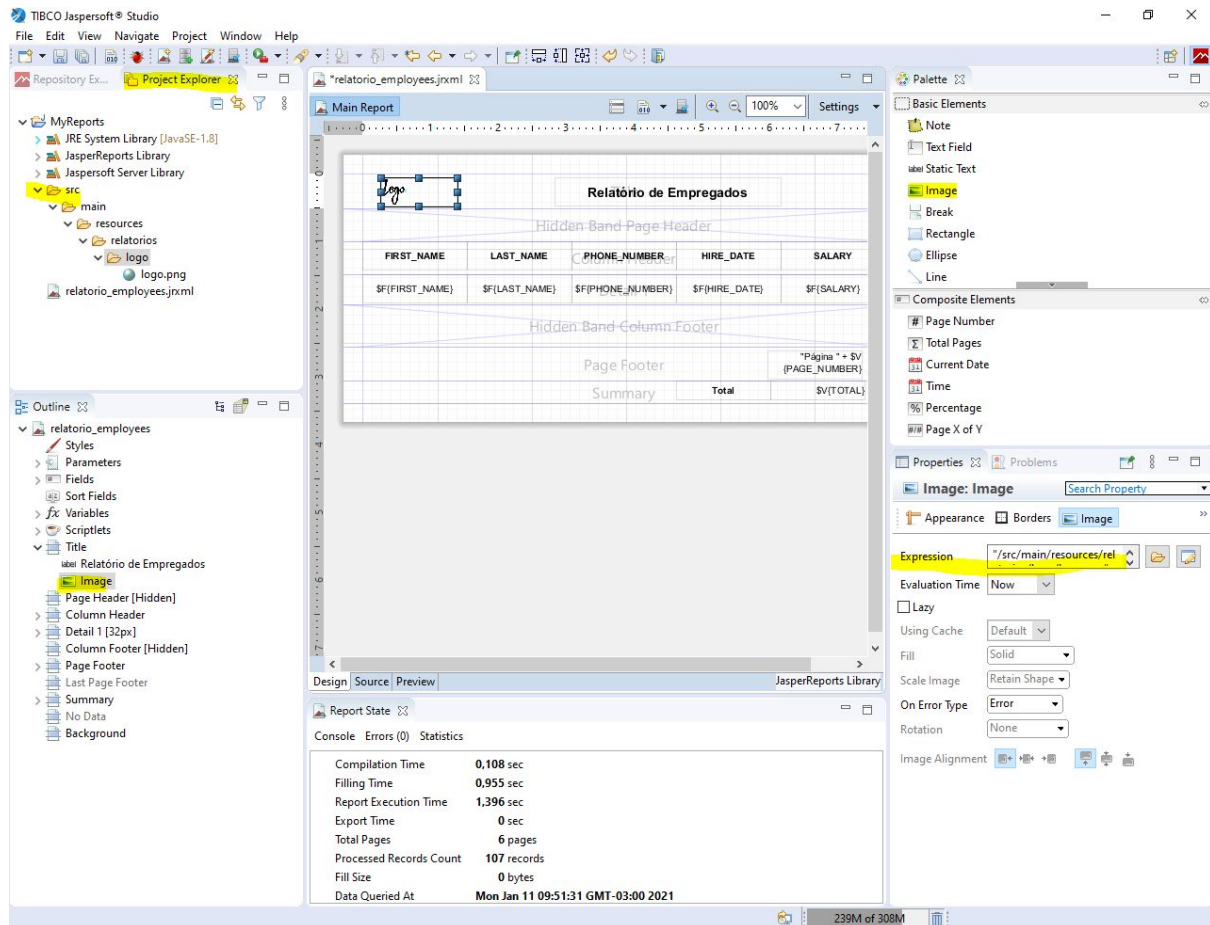 TIBCO Jaspersoft® Studio
File Edit View Navigate Project Window Help
Repository Ex... Project Explorer
MyReports
JRE System Library [JavaSE-1.8]
JasperReports Library
Jaspersoft Server Library
src
main
resources
relatorios
logo
logo.png
relatorio_employees.jrxml
Outline
relatorio_employees
Styles
Parameters
Fields
Sort Fields
fx Variables
Scriptlets
Title
label Relatório de Empregados
Image
Page Header [Hidden]
Column Header
Detail 1 [32px]
Column Footer [Hidden]
Page Footer
Last Page Footer
Summary
No Data
Background
*relatorio_employees.jrxml
Main Report 100% Settings
0 1 2 3 4 5 6 7
logo
Relatório de Empregados
Hidden Band Page Header
FIRST_NAME LAST_NAME PHONE_NUMBER HIRE_DATE SALARY
Column Header
$F{FIRST_NAME} $F{LAST_NAME} $F{PHONE_NUMBER} $F{HIRE_DATE} $F{SALARY}
Hidden Band Column Footer
Page Footer
"Página " + $V
{PAGE_NUMBER}
Summary Total $V{TOTAL}
Design Source Preview JasperReports Library
Report State
Console Errors (0) Statistics
Compilation Time 0,108 sec
Filling Time 0,955 sec
Report Execution Time 1,396 sec
Export Time 0 sec
Total Pages 6 pages
Processed Records Count 107 records
Fill Size 0 bytes
Data Queried At Mon Jan 11 09:51:31 GMT-03:00 2021
Palette
Basic Elements
Note
Text Field
label Static Text
Image
Break
Rectangle
Ellipse
Line
Composite Elements
# Page Number
Σ Total Pages
Current Date
Time
% Percentage
#/# Page X of Y
Properties Problems
Image: Image Search Property
Appearance Borders Image
Expression "/src/main/resources/rel
Evaluation Time Now
Lazy
Using Cache Default
Fill Solid
Scale Image Retain Shape
On Error Type Error
Rotation None
Image Alignment
239M of 308M